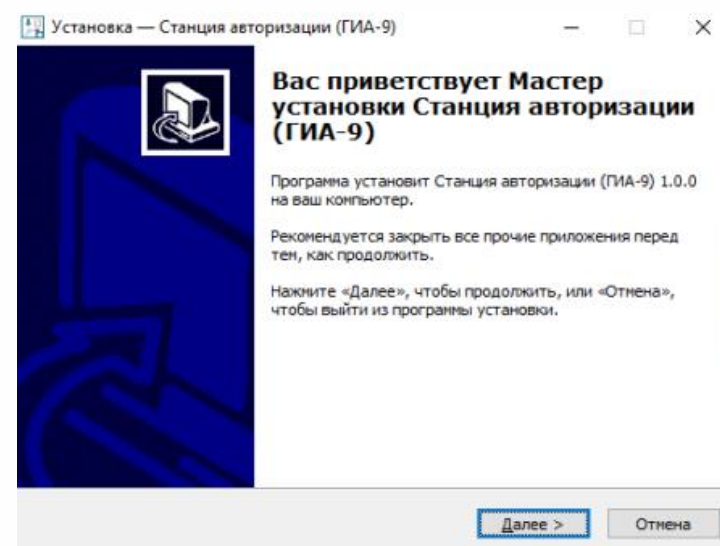 Установка — Станция авторизации (ГИА-9)
Вас приветствует Мастер
установки Станция авторизации
(ГИА-9)
Программа установит Станция авторизации (ГИА-9) 1.0.0
на ваш компьютер.
Рекомендуется закрыть все прочие приложения перед
тем, как продолжить.
Нажмите «Далее», чтобы продолжить, или «Отмена»,
чтобы выйти из программы установки.
Далее >
Отмена